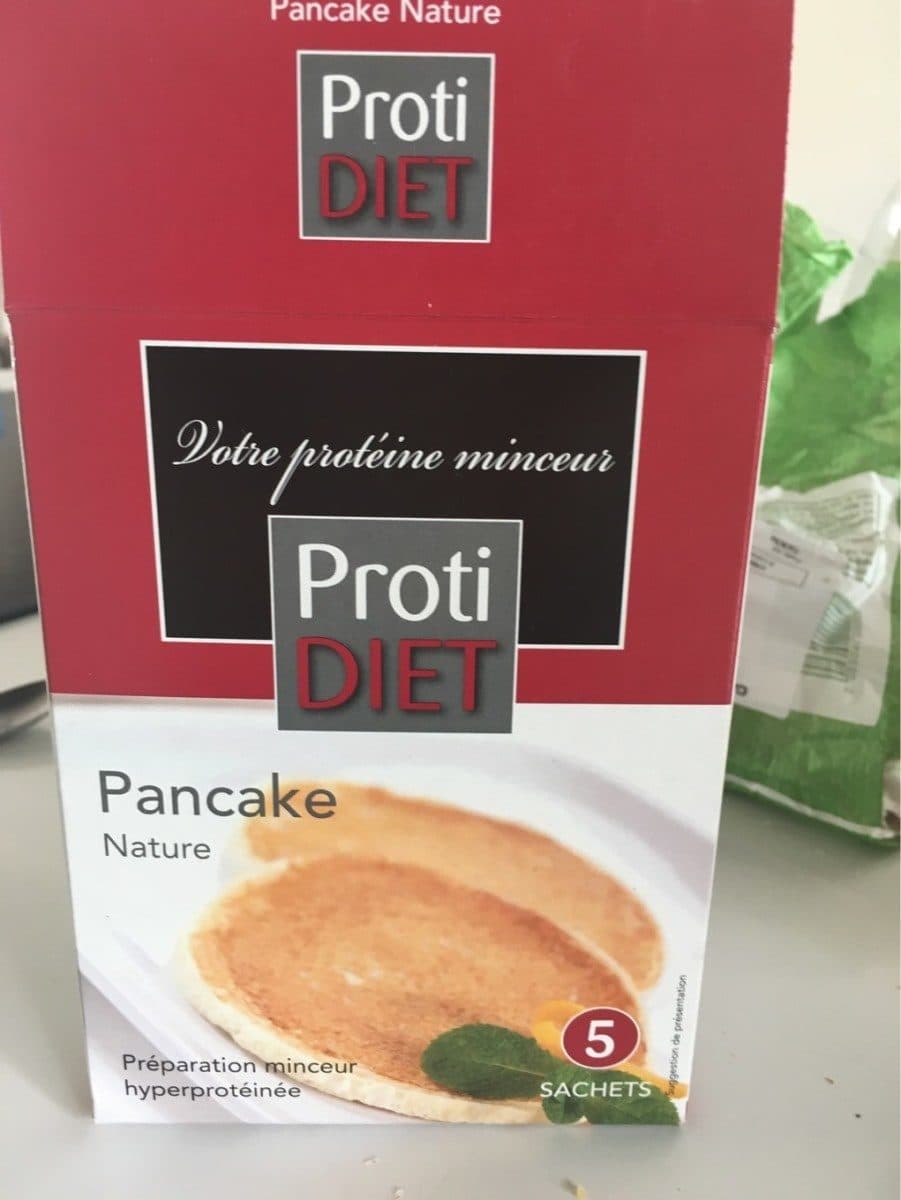 Pancake Nature
Proti
DIET
Votre protéine minceur
Proti
DIET
Pancake
Nature
Préparation minceur
hyperprotéinée
5
SACHETS
Suggestion de présentation